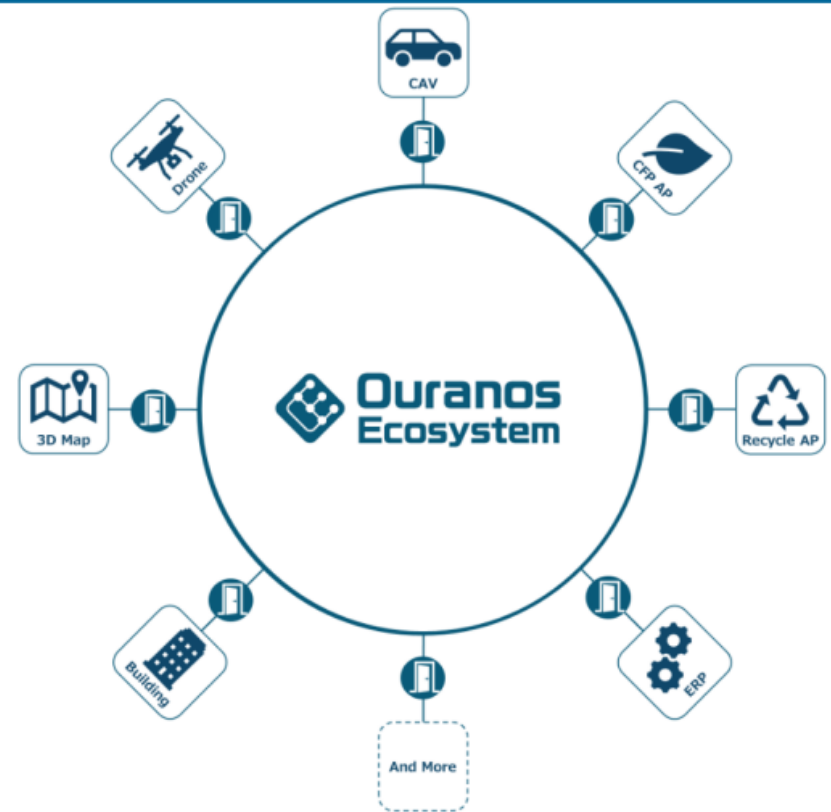 CAV
Drone
CFP AP
Ouranos
Ecosystem
3D Map
Recycle AP
Building
ERP
And More